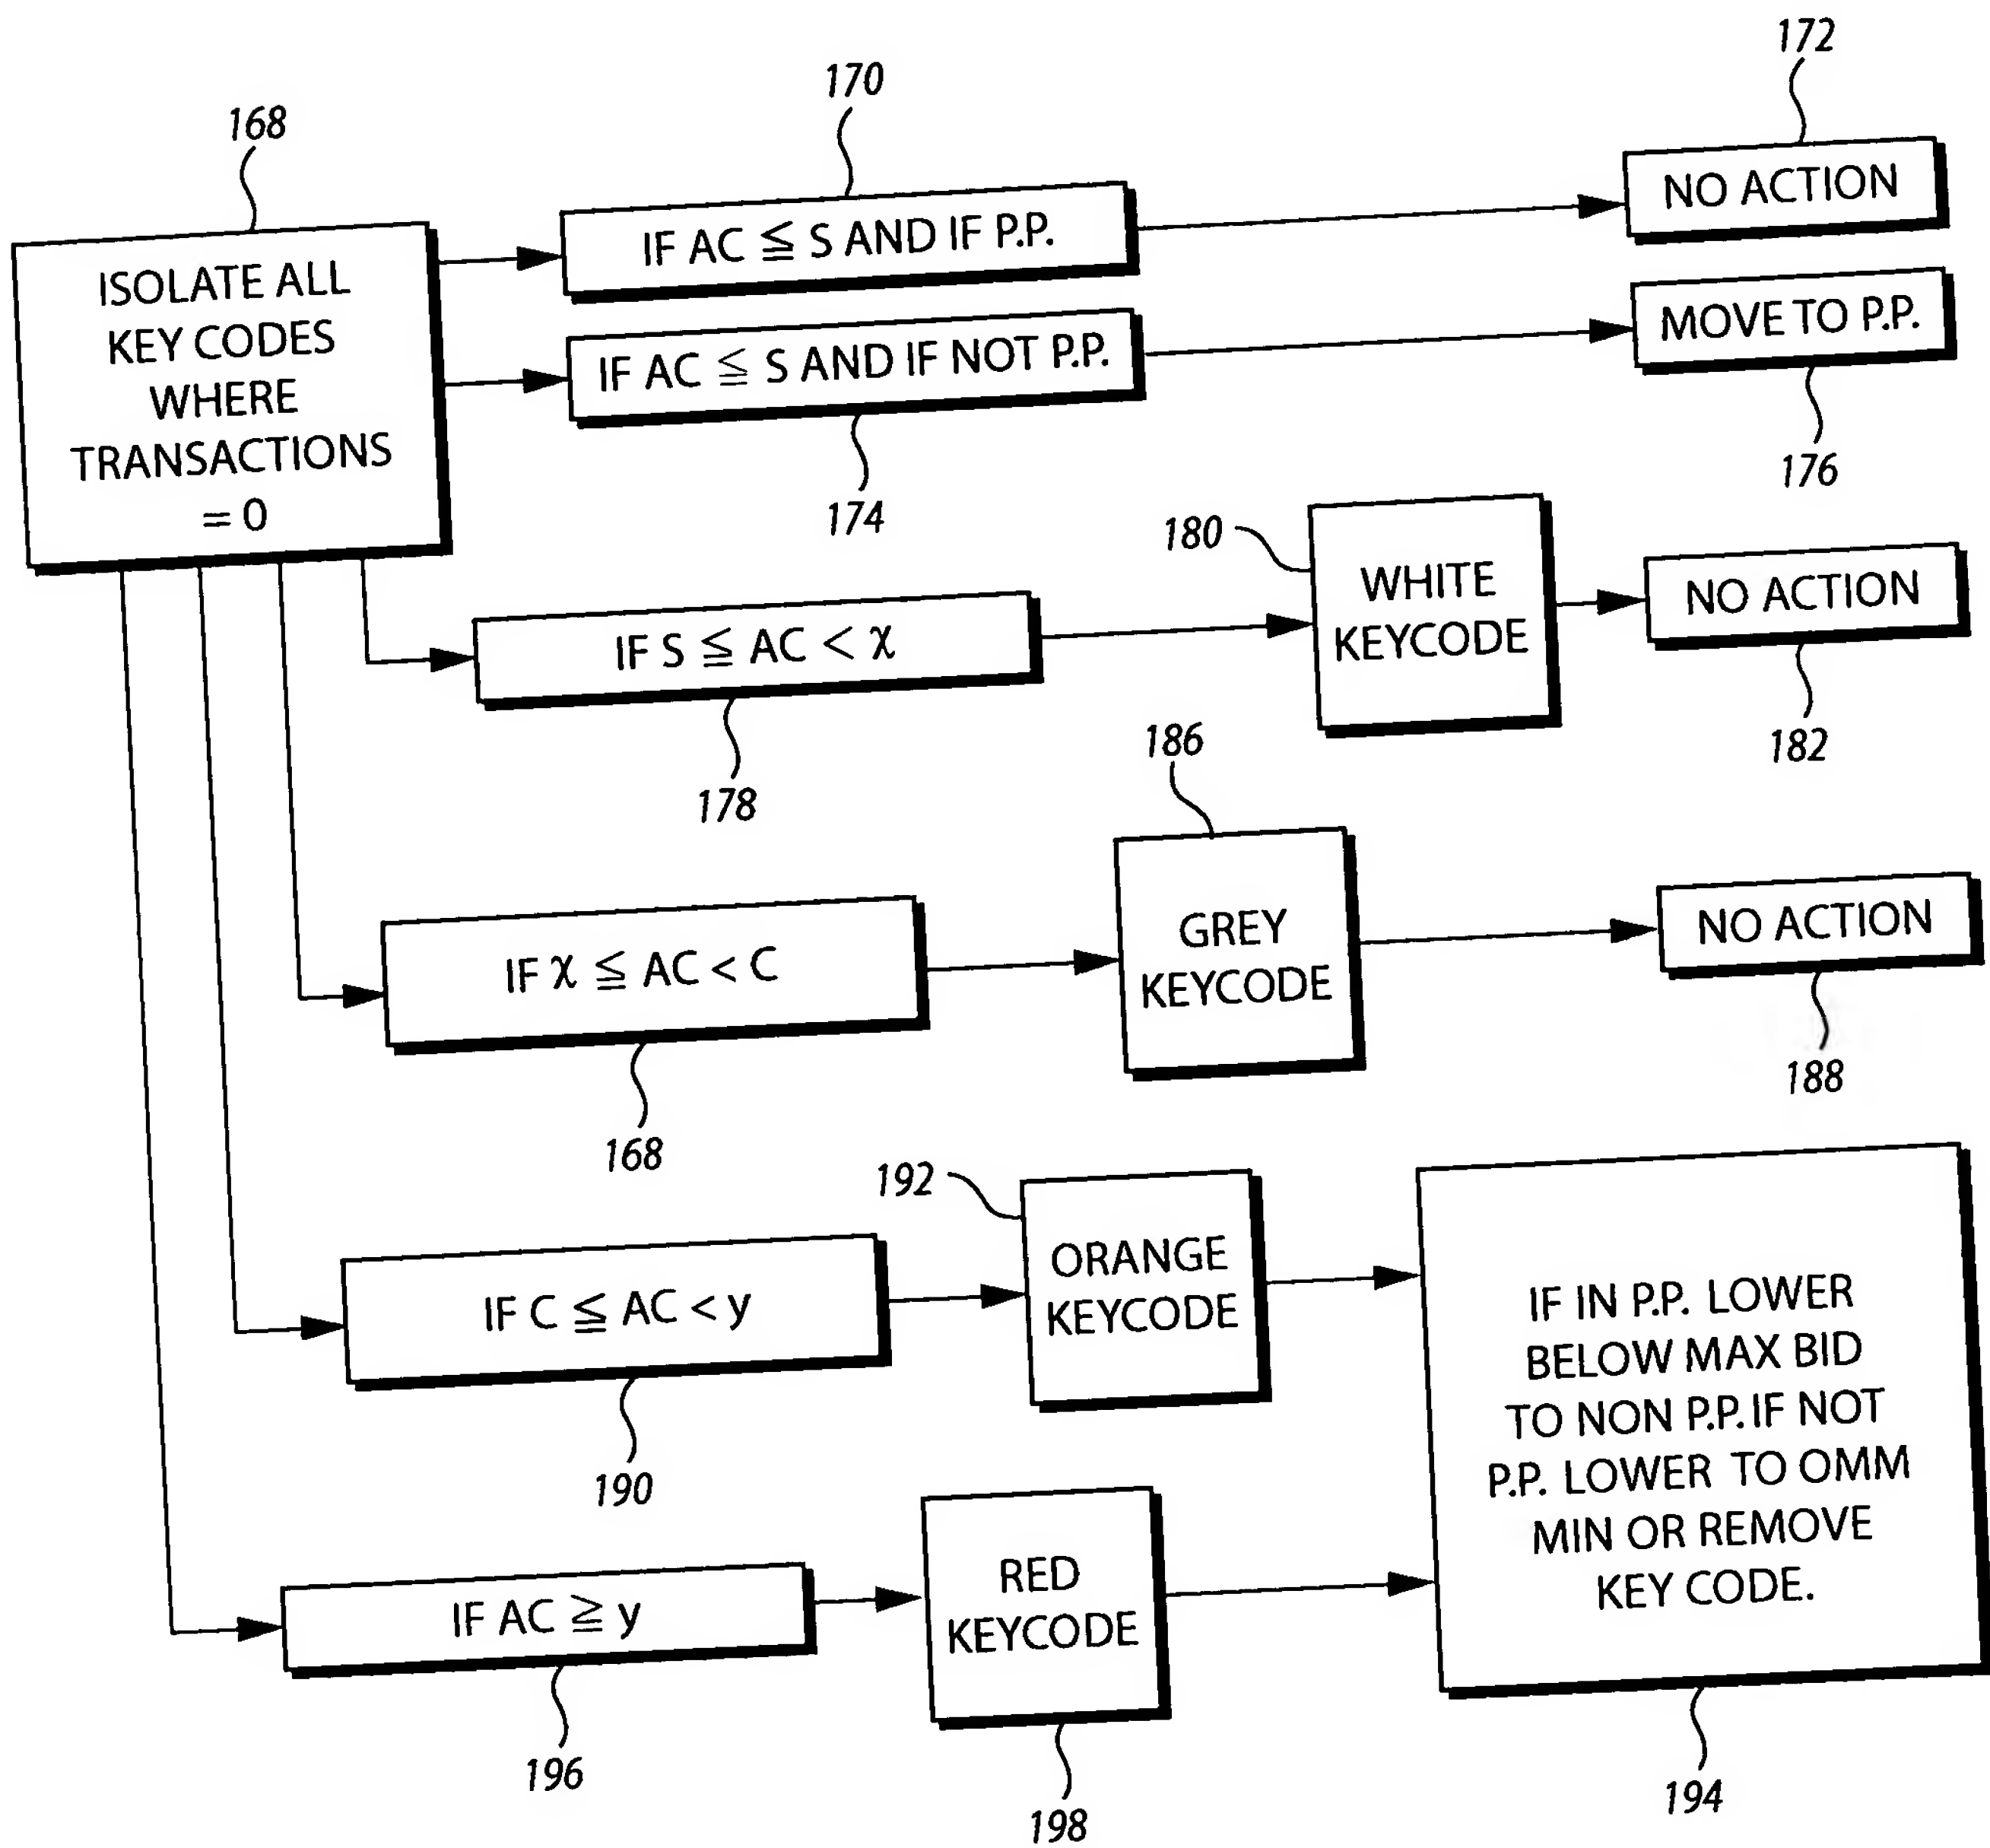 172
170
168
NO ACTION
IF AC ≦ S AND IF P.P.
ISOLATE ALL
KEY CODES
WHERE
TRANSACTIONS
= 0
MOVE TO P.P.
IF AC ≦ S AND IF NOT P.P.
176
174
180
WHITE
KEYCODE
NO ACTION
IF S ≦ AC < χ
182
178
186
GREY
KEYCODE
NO ACTION
IF χ ≦ AC < C
188
168
192
ORANGE
KEYCODE
IF C ≦ AC < y
190
IF IN P.P. LOWER
BELOW MAX BID
TO NON P.P. IF NOT
P.P. LOWER TO OMM
MIN OR REMOVE
KEY CODE.
RED
KEYCODE
IF AC ≧ y
196
198
194